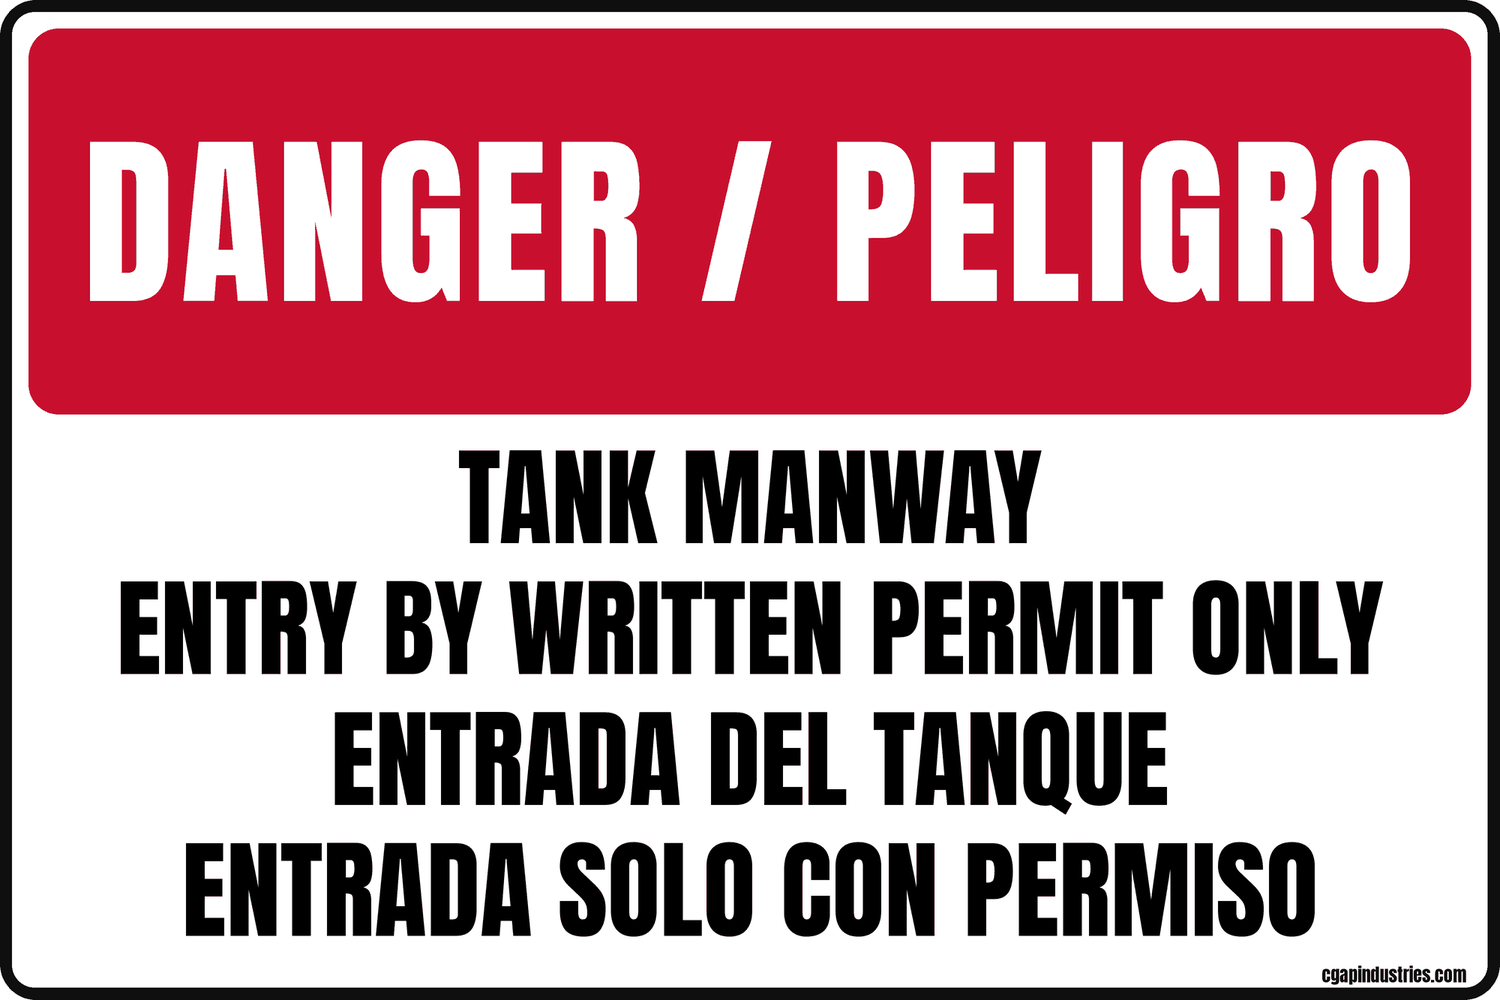 DANGER / PELIGRO
TANK MANWAY
ENTRY BY WRITTEN PERMIT ONLY
ENTRADA DEL TANQUE
ENTRADA SOLO CON PERMISO
cgapindustries.com